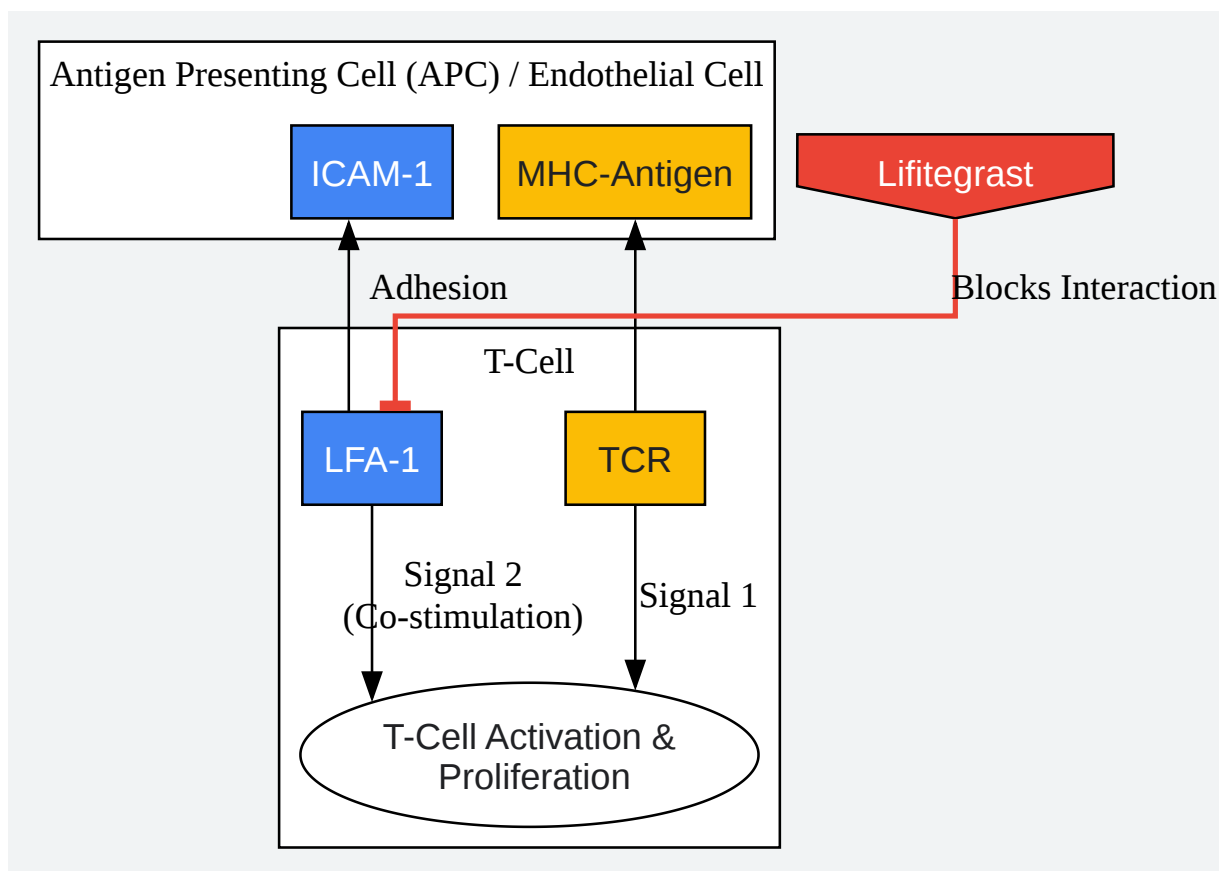 Antigen Presenting Cell (APC) / Endothelial Cell
ICAM-1
MHC-Antigen
Lifitegrast
Adhesion
Blocks Interaction
T-Cell
LFA-1
TCR
Signal 2
(Co-stimulation)
Signal 1
T-Cell Activation &
Proliferation